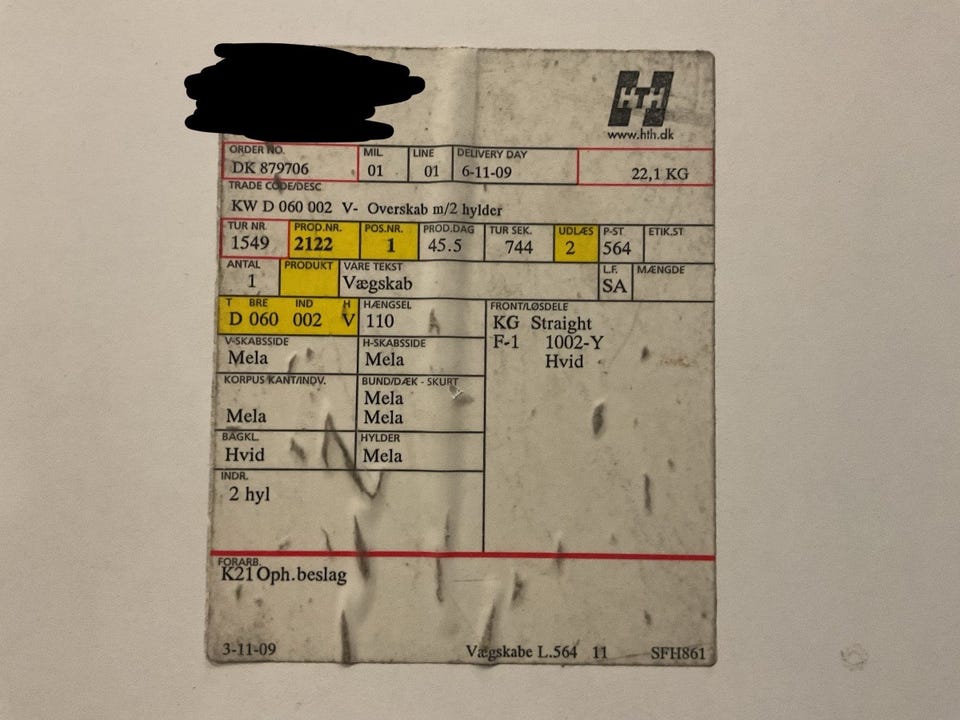 HTH
www.hth.dk
ORDER NO. MIL LINE DELIVERY DAY
DK 879706 01 01 6-11-09 22,1 KG
TRADE CODE/DESC
KW D 060 002 V- Overskab m/2 hylder
TUR NR. PROD.NR. POS.NR. PROD.DAG TUR SEK. UDLÆS P-ST ETIK.ST
1549 2122 1 45.5 744 2 564
ANTAL PRODUKT VARE TEKST L.F. MÆNGDE
1 Vægskab SA
T BRE IND H HÆNGSEL FRONT/LØSDELE
D 060 002 V 110 KG Straight
F-1 1002-Y
Hvid
V-SKABSSIDE H-SKABSSIDE
Mela Mela
KORPUS KANT/INDV. BUND/DÆK - SKURT
Mela
Mela Mela
BAGKL. HYLDER
Hvid Mela
INDR.
2 hyl
FORARB.
K21 Oph.beslag
3-11-09 Vægskabe L.564 11 SFH861